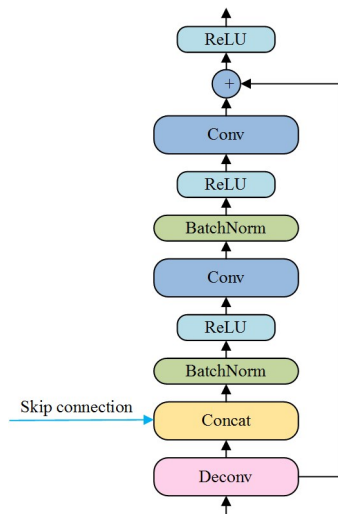 ReLU
+
Conv
ReLU
BatchNorm
Conv
ReLU
BatchNorm
Skip connection
Concat
Deconv